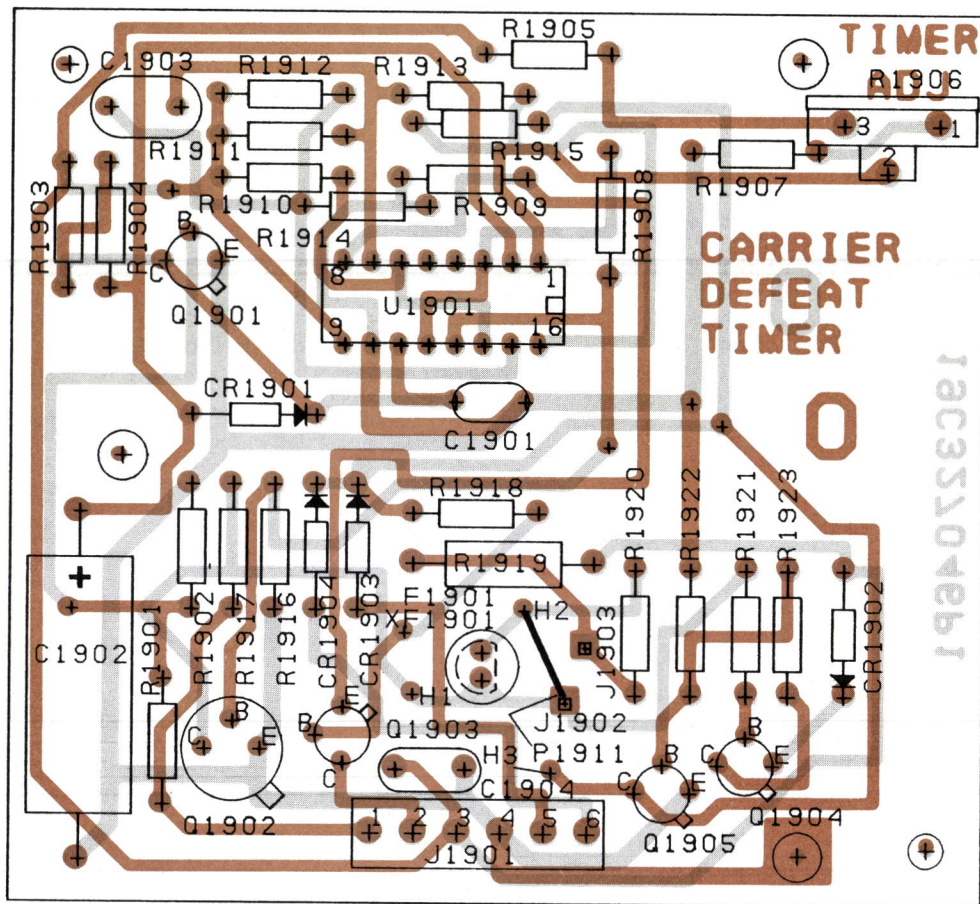 R1905
TIMER
ADJ
C1903
R1912
R1913
R1906
3
1
2
R1911
R1915
R1903
R1904
R1910
R1909
R1908
R1907
B
E
C
R1914
Q1901
8
1
U1901
9
16
CARRIER
DEFEAT
TIMER
CR1901
C1901
0
0
19C327046P1
R1918
R1920
R1922
R1921
R1923
R1919
+
C1902
R1901
R1902
R1917
R1916
CR1904
CR1903
F1901
XF1901
H2
J1903
CR1902
H1
J1902
P1911
B
C
E
Q1902
E
B
C
Q1903
H3
C1904
B
C
E
Q1905
B
C
E
Q1904
1
2
3
4
5
6
J1901